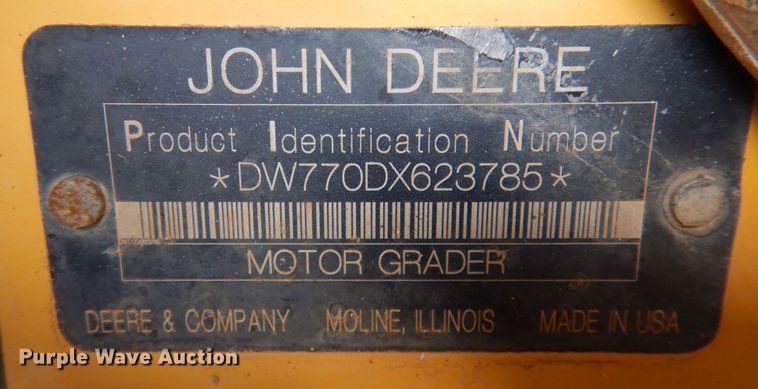 JOHN DEERE
Product Identification Number
*DW770DX623785*
MOTOR GRADER
DEERE & COMPANY MOLINE, ILLINOIS MADE IN USA
Purple Wave Auction